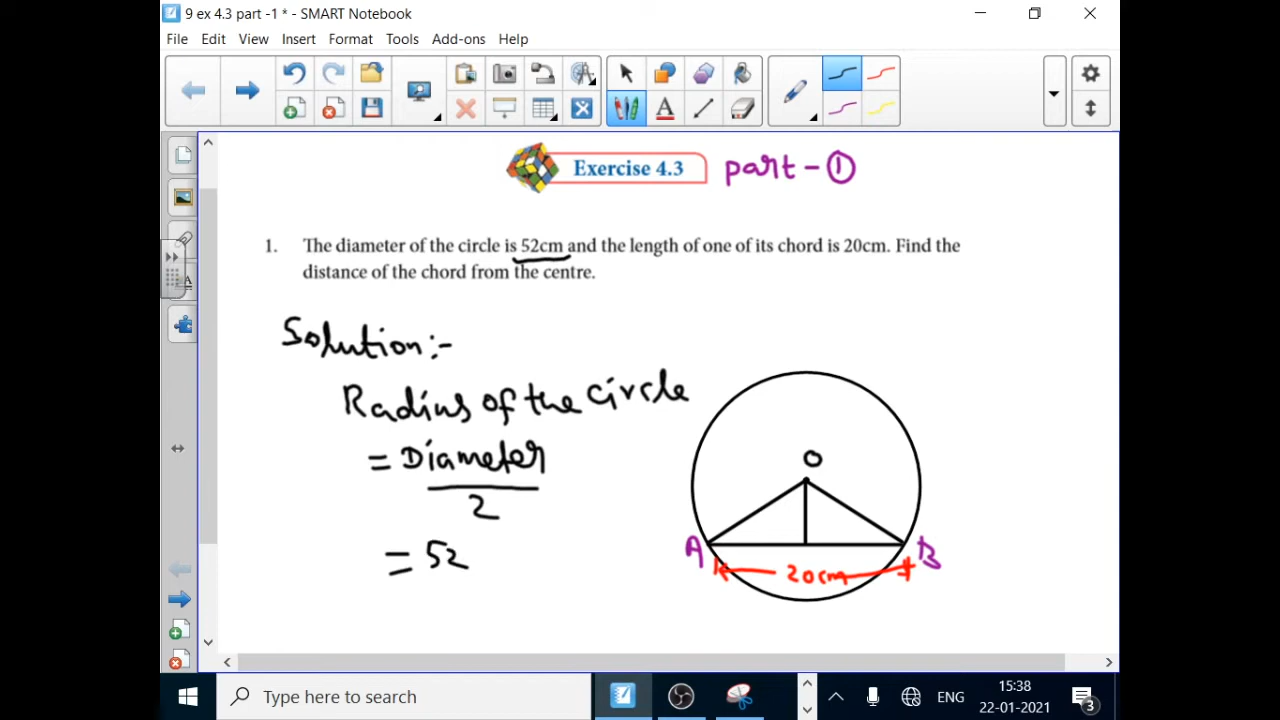 9 ex 4.3 part -1 * - SMART Notebook
File Edit View Insert Format Tools Add-ons Help
Exercise 4.3 part - 1
1. The diameter of the circle is 52cm and the length of one of its chord is 20cm. Find the
distance of the chord from the centre.
Solution:-
Radius of the circle
= Diameter
2
= 52
O
A B
20cm
Type here to search
ENG
15:38
22-01-2021
3